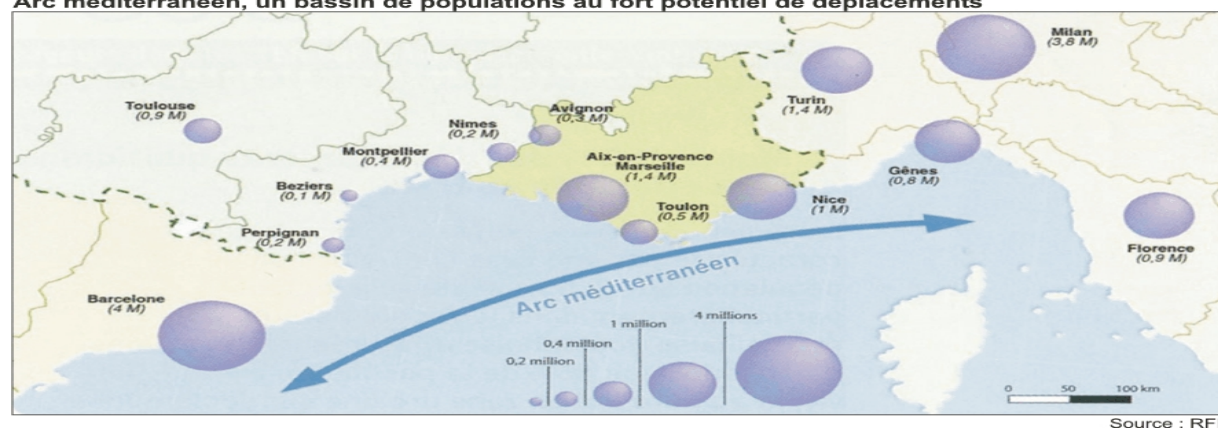 Arc méditerranéen, un bassin de populations au fort potentiel de déplacements
Milan
(3,8 M)
Turin
(1,4 M)
Toulouse
(0,9 M)
Avignon
(0,3 M)
Nimes
(0,2 M)
Montpellier
(0,4 M)
Aix-en-Provence
Marseille
(1,4 M)
Gênes
(0,8 M)
Beziers
(0,1 M)
Toulon
(0,5 M)
Nice
(1 M)
Perpignan
(0,2 M)
Florence
(0,9 M)
Barcelone
(4 M)
Arc méditerranéen
0,2 million
0,4 million
1 million
4 millions
0 50 100 km
Source : RF